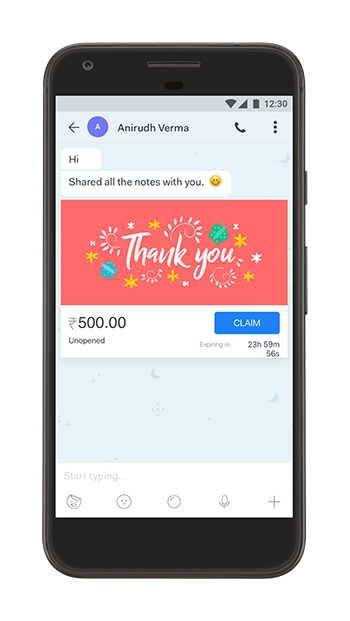 12:30
A
Anirudh Verma
Hi
Shared all the notes with you. 😄
Thank you
₹500.00
CLAIM
Unopened
Expiring in
23h 59m
56s
Start typing...